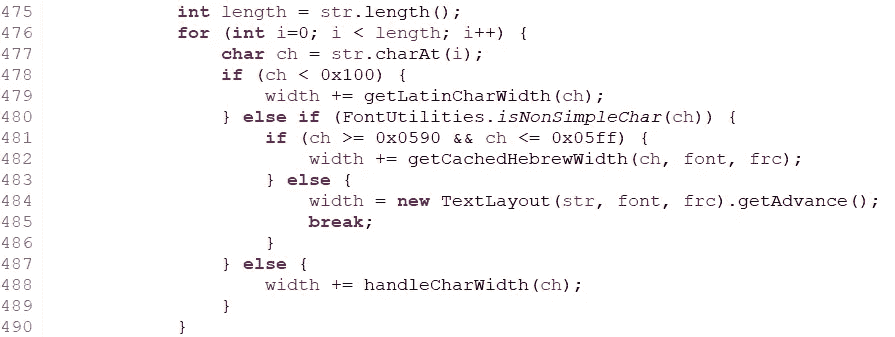 475            int length = str.length();
476            for (int i=0; i < length; i++) {
477                char ch = str.charAt(i);
478                if (ch < 0x100) {
479                    width += getLatinCharWidth(ch);
480                } else if (FontUtilities.isNonSimpleChar(ch)) {
481                    if (ch >= 0x0590 && ch <= 0x05ff) {
482                        width += getCachedHebrewWidth(ch, font, frc);
483                    } else {
484                        width = new TextLayout(str, font, frc).getAdvance();
485                        break;
486                    }
487                } else {
488                    width += handleCharWidth(ch);
489                }
490            }